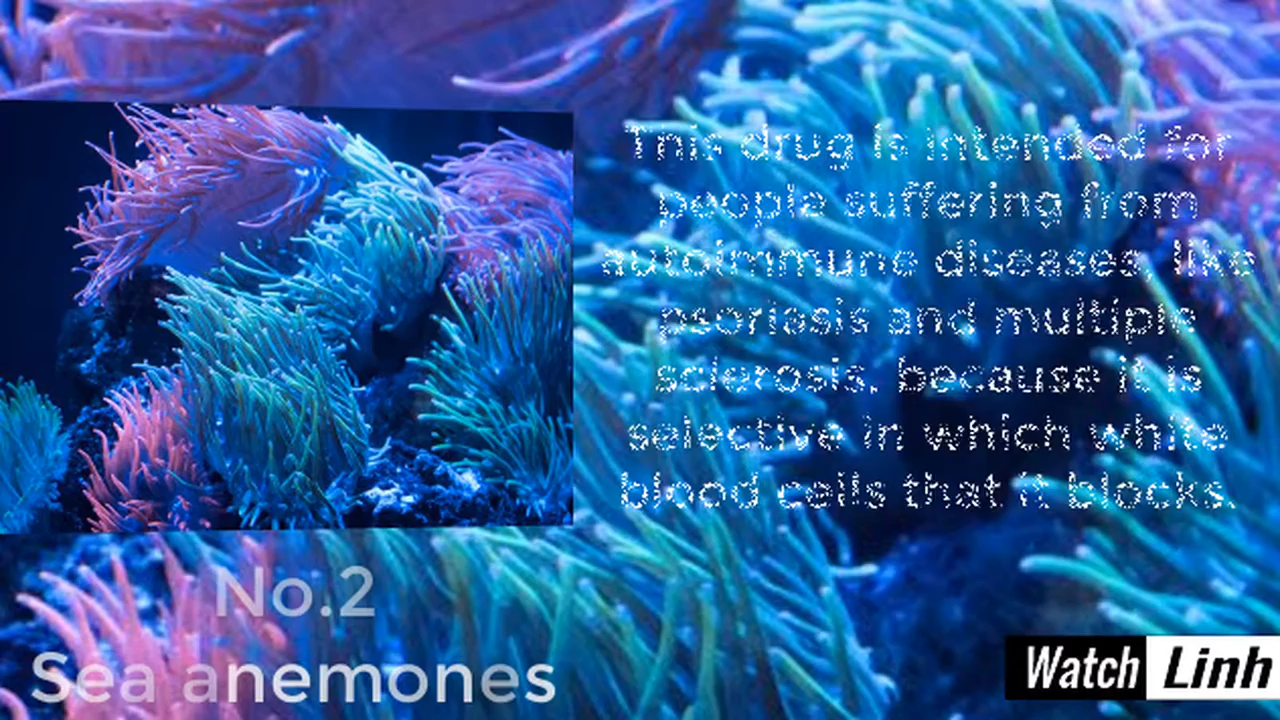 This drug is intended for
people suffering from
autoimmune diseases, like
psoriasis and multiple
sclerosis, because it is
selective in which white
blood cells that it blocks.
No.2
Sea anemones
Watch Linh